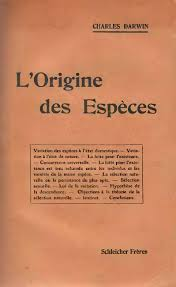 CHARLES DARWIN
L'Origine
des Espèces
Variation des espèces à l'état domestique. — Varia-
tion à l'état de nature. — La lutte pour l'existence.
— Concurrence universelle. — La lutte pour l'exis-
tence est très acharnée entre les individus et les
variétés de la même espèce. — La sélection natu-
relle ou la persistance du plus apte. — Sélection
sexuelle. — Lois de la variation. — Hypothèse de
la descendance. — Objections à la théorie de la
sélection naturelle. — Instinct. — Conclusions.
Schleicher Frères